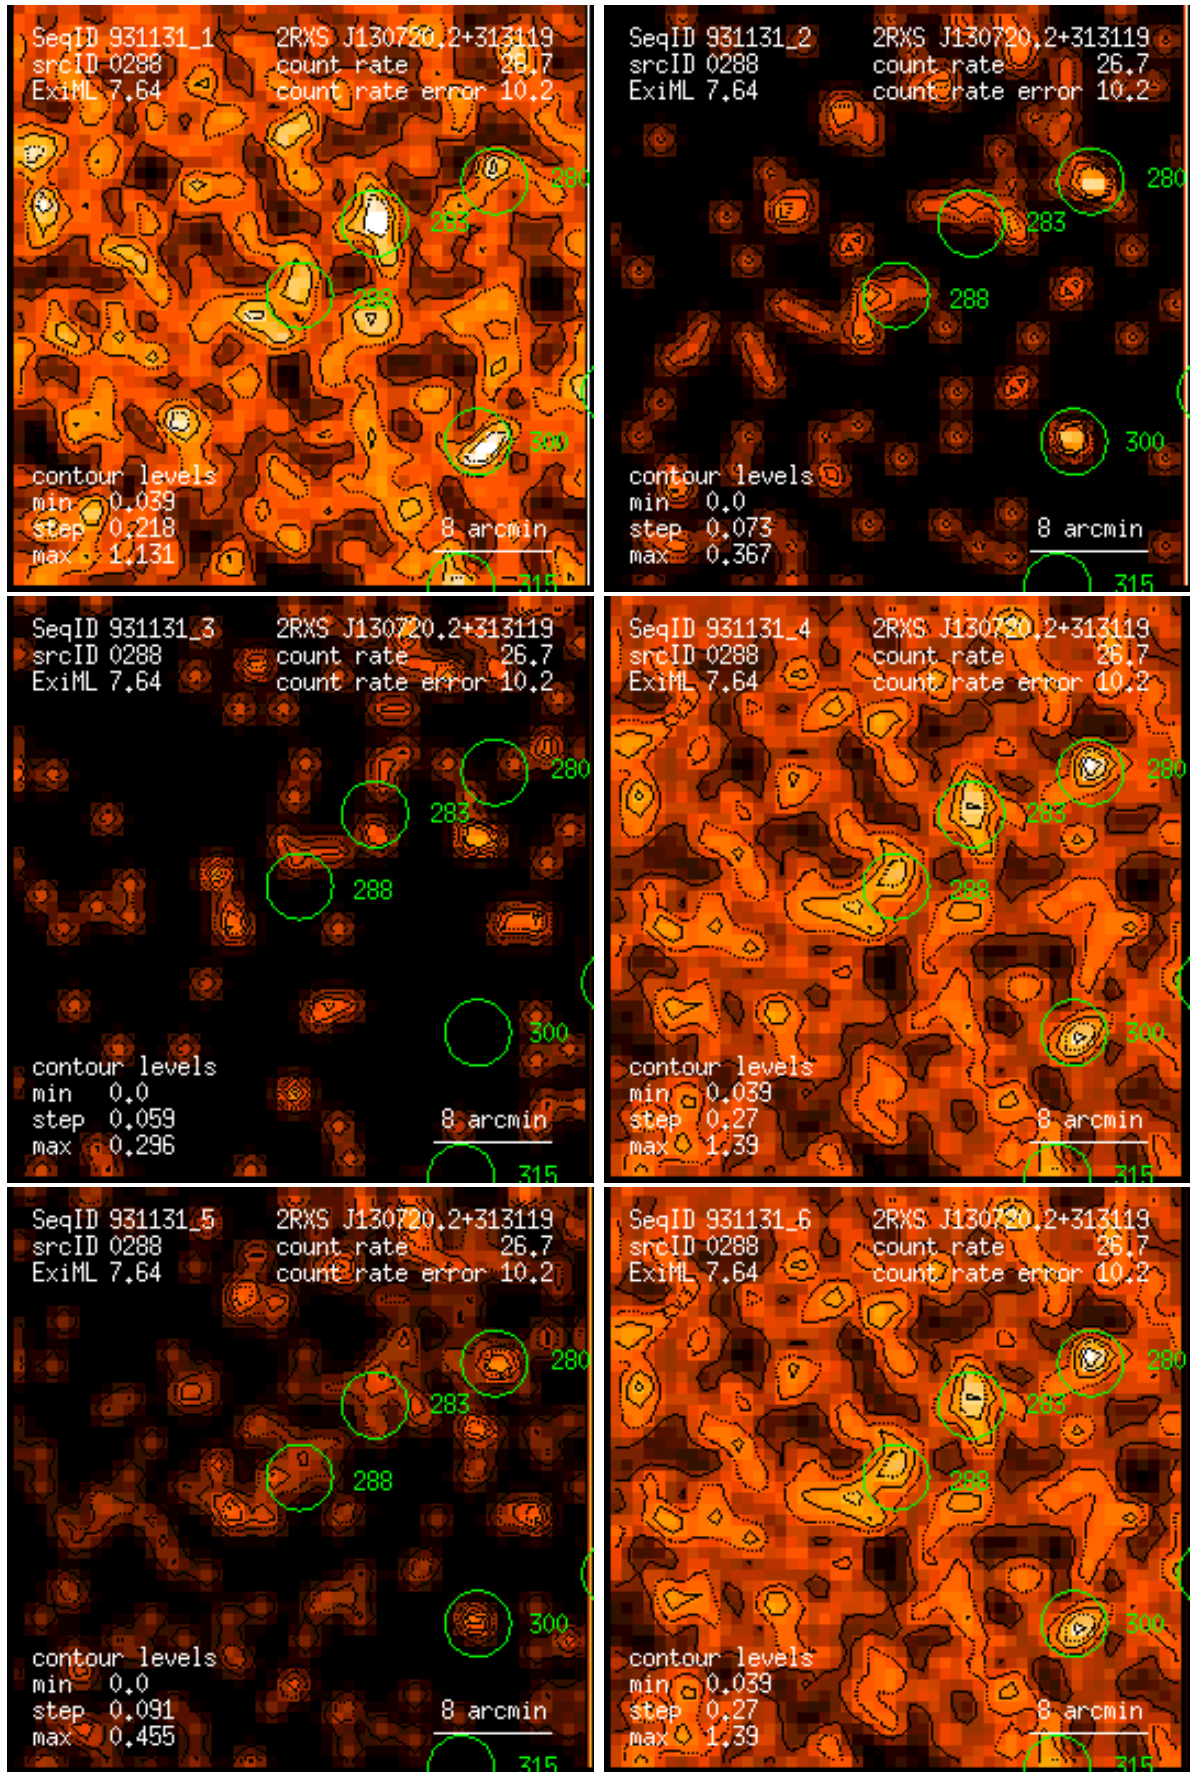 SeqID 931131_1 2RXS J130720.2+313119
srcID 0288 count rate 26.7
ExiML 7.64 count rate error 10.2
280
283
288
300
contour levels
min 0.039
step 0.218
max 1.131
8 arcmin
315
SeqID 931131_2 2RXS J130720.2+313119
srcID 0288 count rate 26.7
ExiML 7.64 count rate error 10.2
280
283
288
300
contour levels
min 0.0
step 0.073
max 0.367
8 arcmin
315
SeqID 931131_3 2RXS J130720.2+313119
srcID 0288 count rate 26.7
ExiML 7.64 count rate error 10.2
280
283
288
300
contour levels
min 0.0
step 0.059
max 0.296
8 arcmin
315
SeqID 931131_4 2RXS J130720.2+313119
srcID 0288 count rate 26.7
ExiML 7.64 count rate error 10.2
280
283
288
300
contour levels
min 0.039
step 0.27
max 1.39
8 arcmin
315
SeqID 931131_5 2RXS J130720.2+313119
srcID 0288 count rate 26.7
ExiML 7.64 count rate error 10.2
280
283
288
300
contour levels
min 0.0
step 0.091
max 0.455
8 arcmin
315
SeqID 931131_6 2RXS J130720.2+313119
srcID 0288 count rate 26.7
ExiML 7.64 count rate error 10.2
280
283
288
300
contour levels
min 0.039
step 0.27
max 1.39
8 arcmin
315